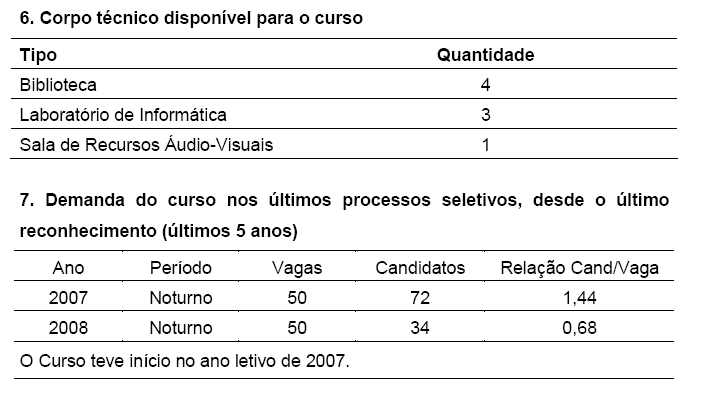 6. Corpo técnico disponível para o curso
Tipo Quantidade
Biblioteca 4
Laboratório de Informática 3
Sala de Recursos Áudio-Visuais 1
7. Demanda do curso nos últimos processos seletivos, desde o último
reconhecimento (últimos 5 anos)
Ano Período Vagas Candidatos Relação Cand/Vaga
2007 Noturno 50 72 1,44
2008 Noturno 50 34 0,68
O Curso teve início no ano letivo de 2007.